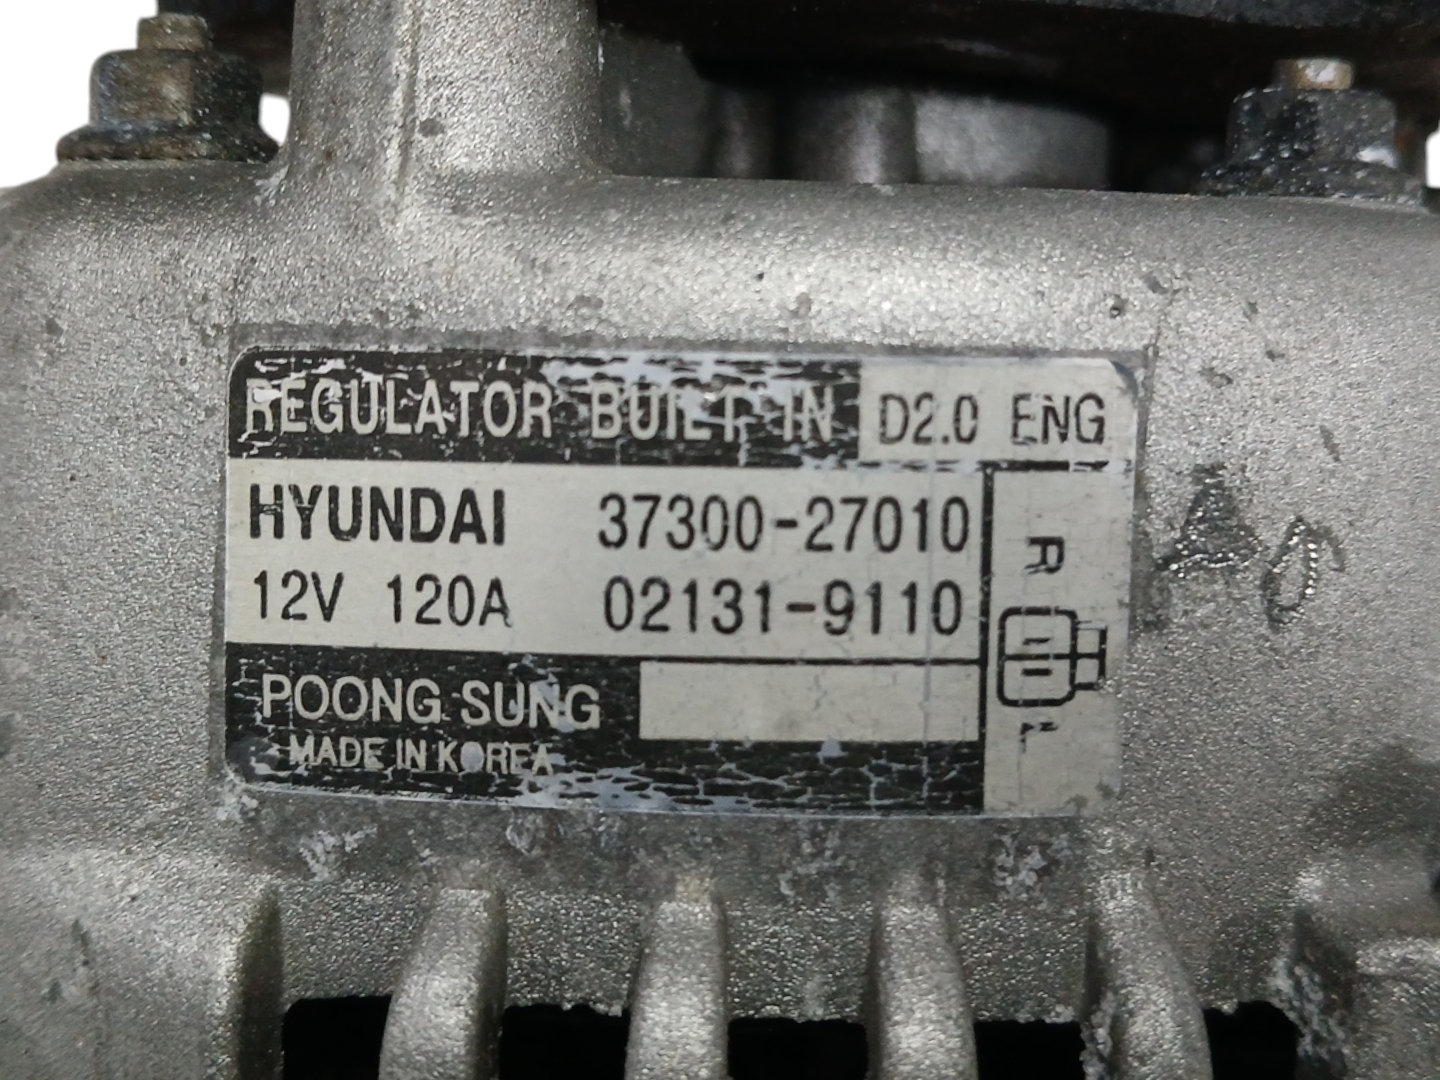 REGULATOR BUILT IN D2.0 ENG
HYUNDAI 37300-27010
12V 120A 02131-9110
R
L
POONG SUNG
MADE IN KOREA